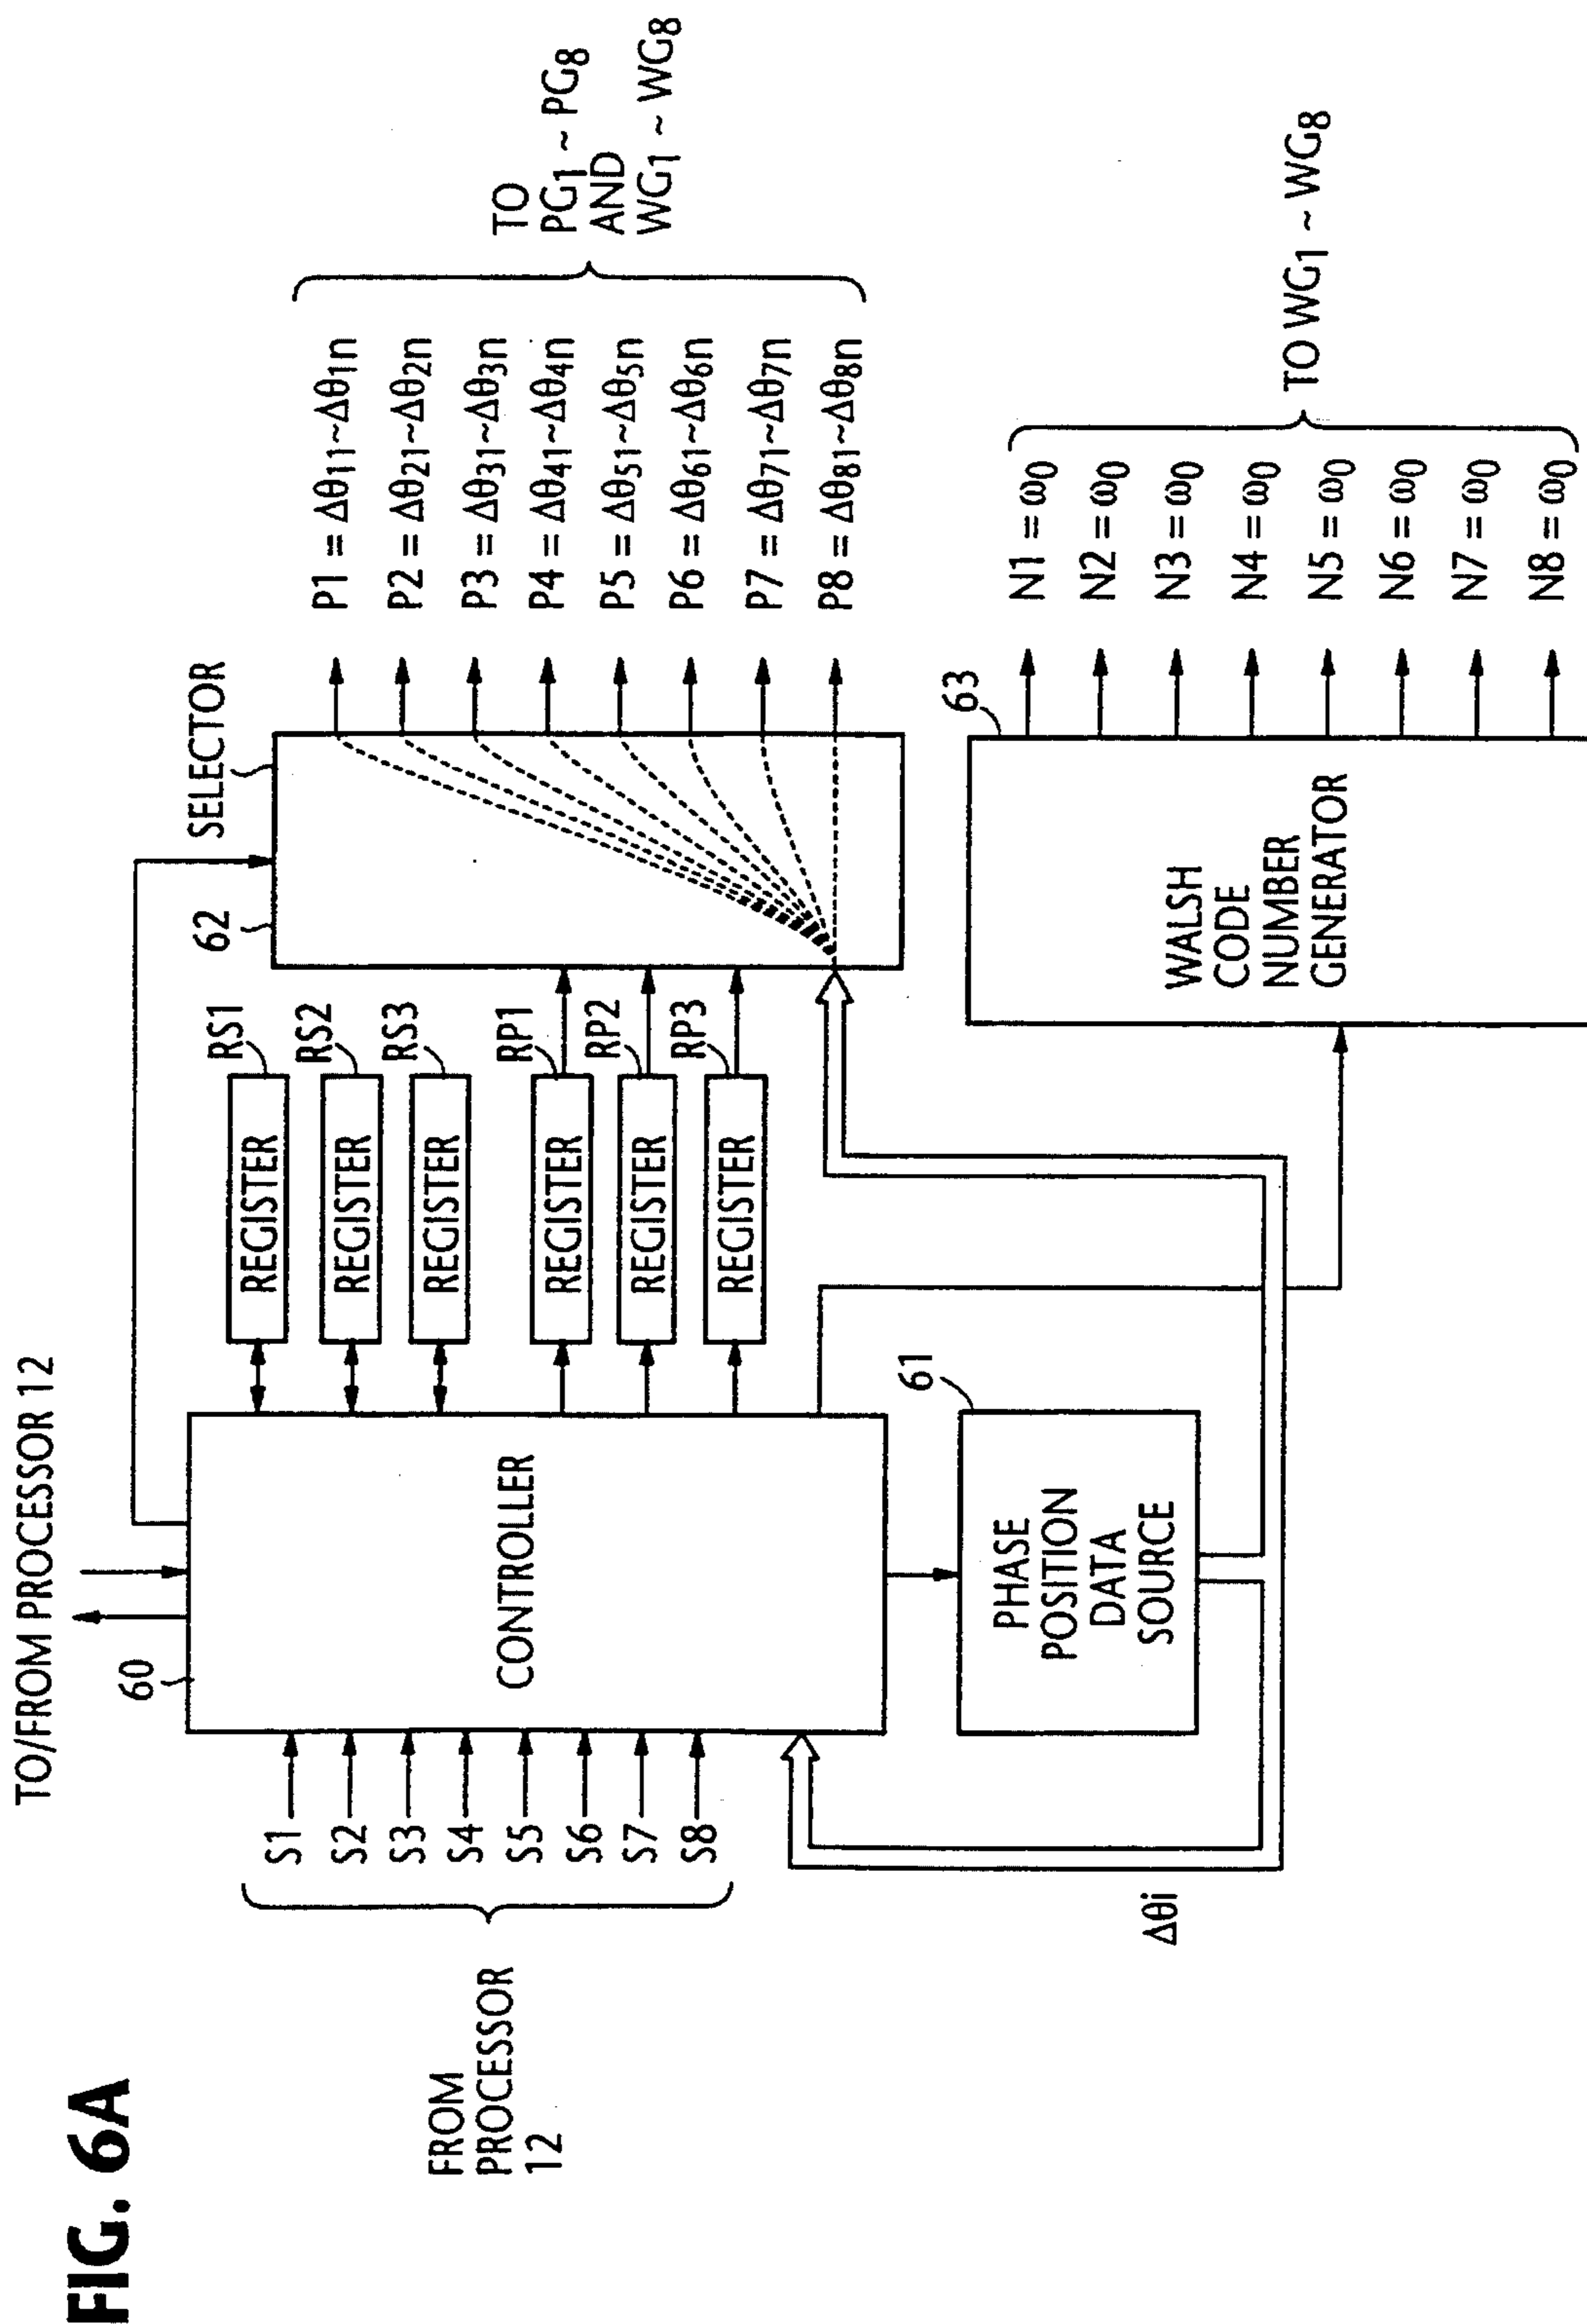 FIG. 6A
TO/FROM PROCESSOR 12
FROM
PROCESSOR
12
S1
S2
S3
S4
S5
S6
S7
S8
60
CONTROLLER
RS1
REGISTER
RS2
REGISTER
RS3
REGISTER
RP1
REGISTER
RP2
REGISTER
RP3
REGISTER
62
SELECTOR
P1 = Δθ11~Δθ1n
P2 = Δθ21~Δθ2n
P3 = Δθ31~Δθ3n
P4 = Δθ41~Δθ4n
P5 = Δθ51~Δθ5n
P6 = Δθ61~Δθ6n
P7 = Δθ71~Δθ7n
P8 = Δθ81~Δθ8n
TO
PG1 ~ PG8
AND
WG1 ~ WG8
61
PHASE
POSITION
DATA
SOURCE
Δθi
63
WALSH
CODE
NUMBER
GENERATOR
N1 = ω0
N2 = ω0
N3 = ω0
N4 = ω0
N5 = ω0
N6 = ω0
N7 = ω0
N8 = ω0
TO WG1 ~ WG8